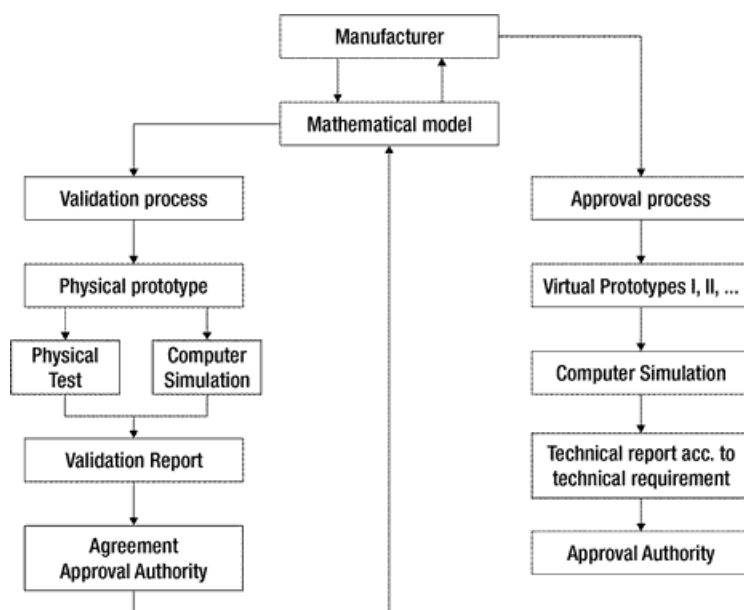 Manufacturer
Mathematical model
Validation process
Physical prototype
Physical
Test
Computer
Simulation
Validation Report
Agreement
Approval Authority
Approval process
Virtual Prototypes I, II, ...
Computer Simulation
Technical report acc. to
technical requirement
Approval Authority